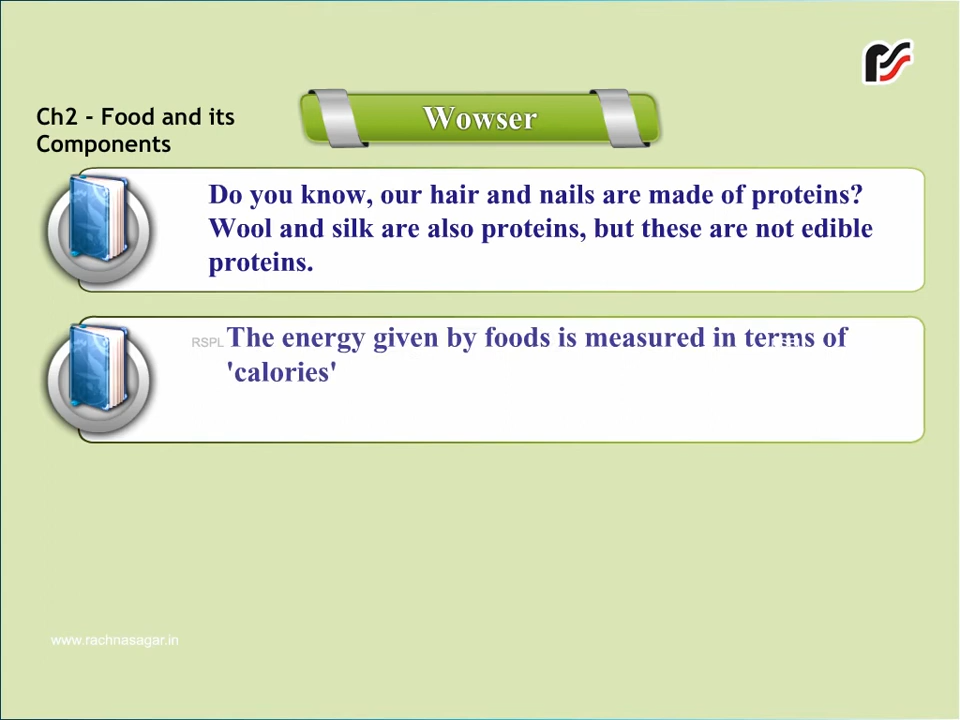 Ch2 - Food and its
Components
Wowser
Do you know, our hair and nails are made of proteins?
Wool and silk are also proteins, but these are not edible
proteins.
RSPL
The energy given by foods is measured in terms of
'calories'
www.rachnasagar.in